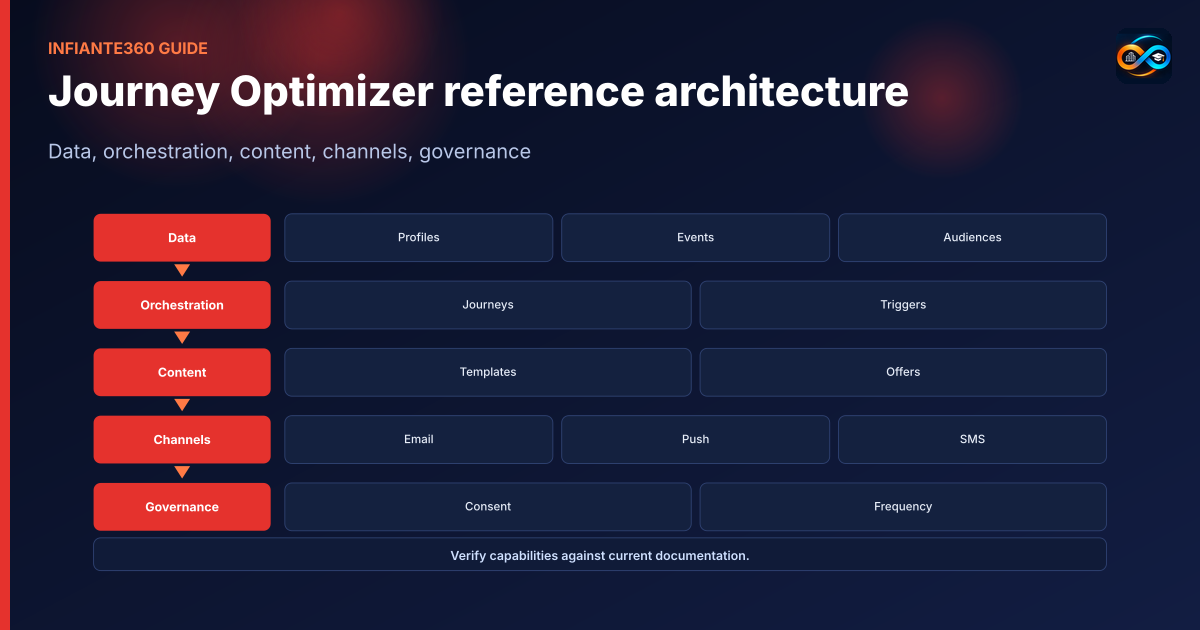 INFIANTE360 GUIDE
Journey Optimizer reference architecture
Data, orchestration, content, channels, governance
Data
Profiles
Events
Audiences
Orchestration
Journeys
Triggers
Content
Templates
Offers
Channels
Email
Push
SMS
Governance
Consent
Frequency
Verify capabilities against current documentation.